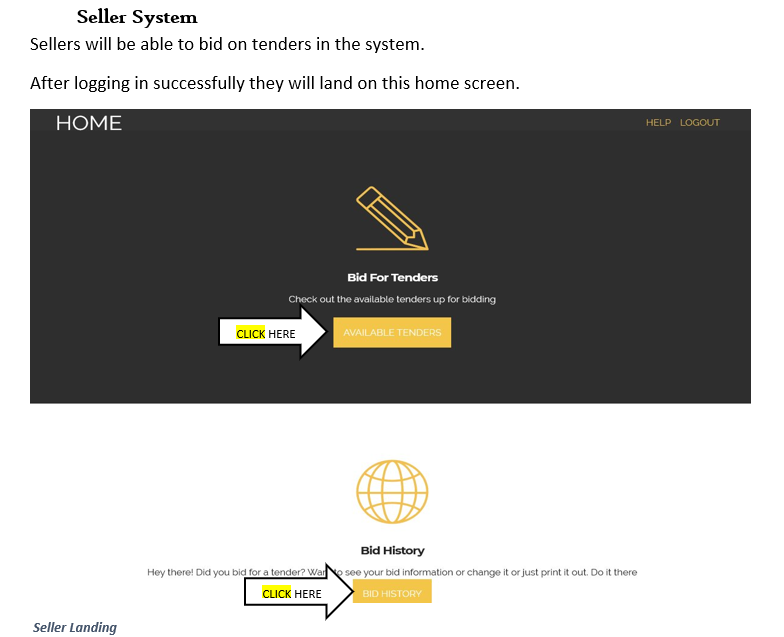 Seller System
Sellers will be able to bid on tenders in the system.
After logging in successfully they will land on this home screen.
HOME
HELP LOGOUT
Bid For Tenders
Check out the available tenders up for bidding
CLICK HERE
AVAILABLE TENDERS
Bid History
Hey there! Did you bid for a tender? to see your bid information or change it or just print it out. Do it there
CLICK HERE
BID HISTORY
Seller Landing